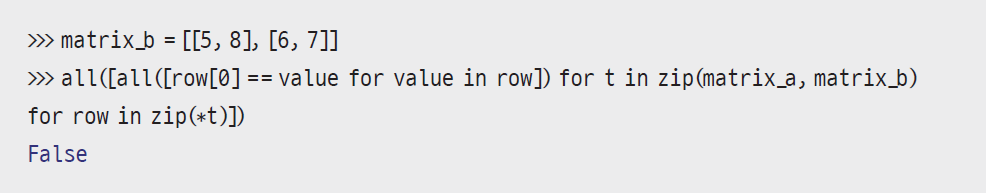 >>> matrix_b = [[5, 8], [6, 7]]
>>> all([all([row[0] == value for value in row]) for t in zip(matrix_a, matrix_b)
for row in zip(*t)])
False